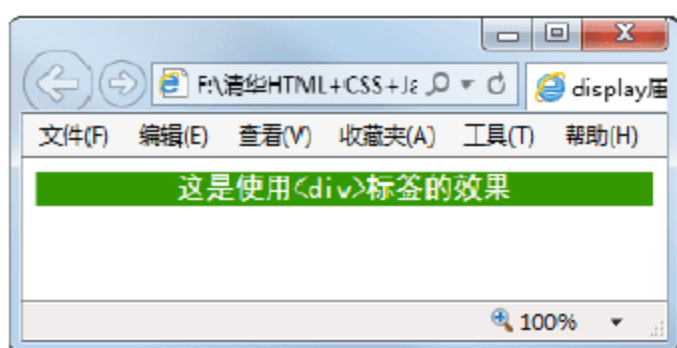 F:\清华HTML+CSS+Ja
display属
文件(F) 编辑(E) 查看(V) 收藏夹(A) 工具(T) 帮助(H)
这是使用<div>标签的效果
100%